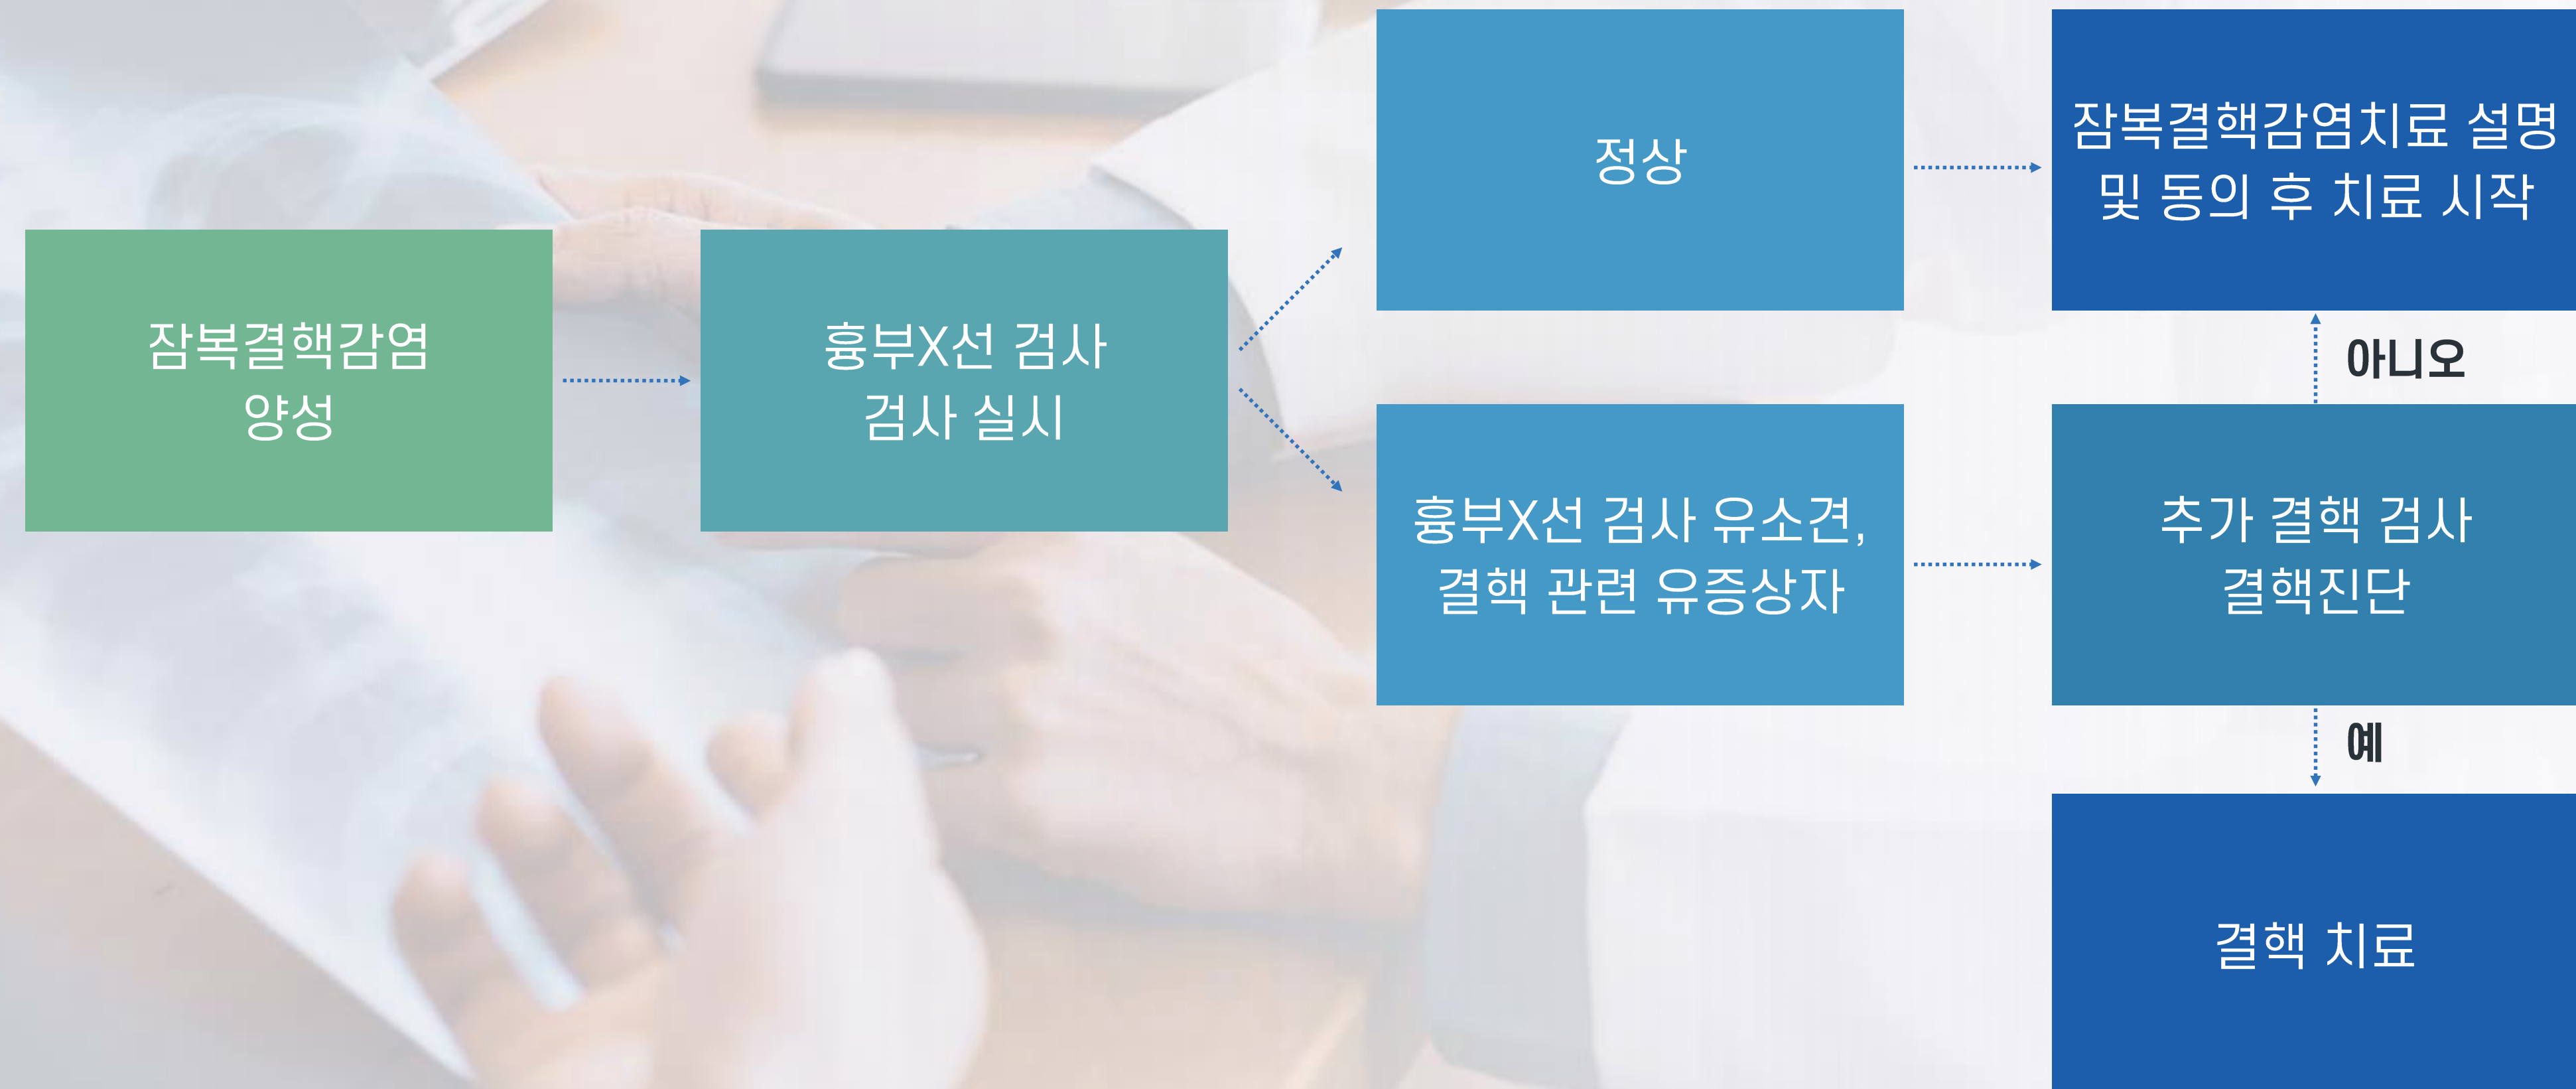 잠복결핵감염
양성
흉부X선 검사
검사 실시
정상
잠복결핵감염치료 설명
및 동의 후 치료 시작
아니오
흉부X선 검사 유소견,
결핵 관련 유증상자
추가 결핵 검사
결핵진단
예
결핵 치료